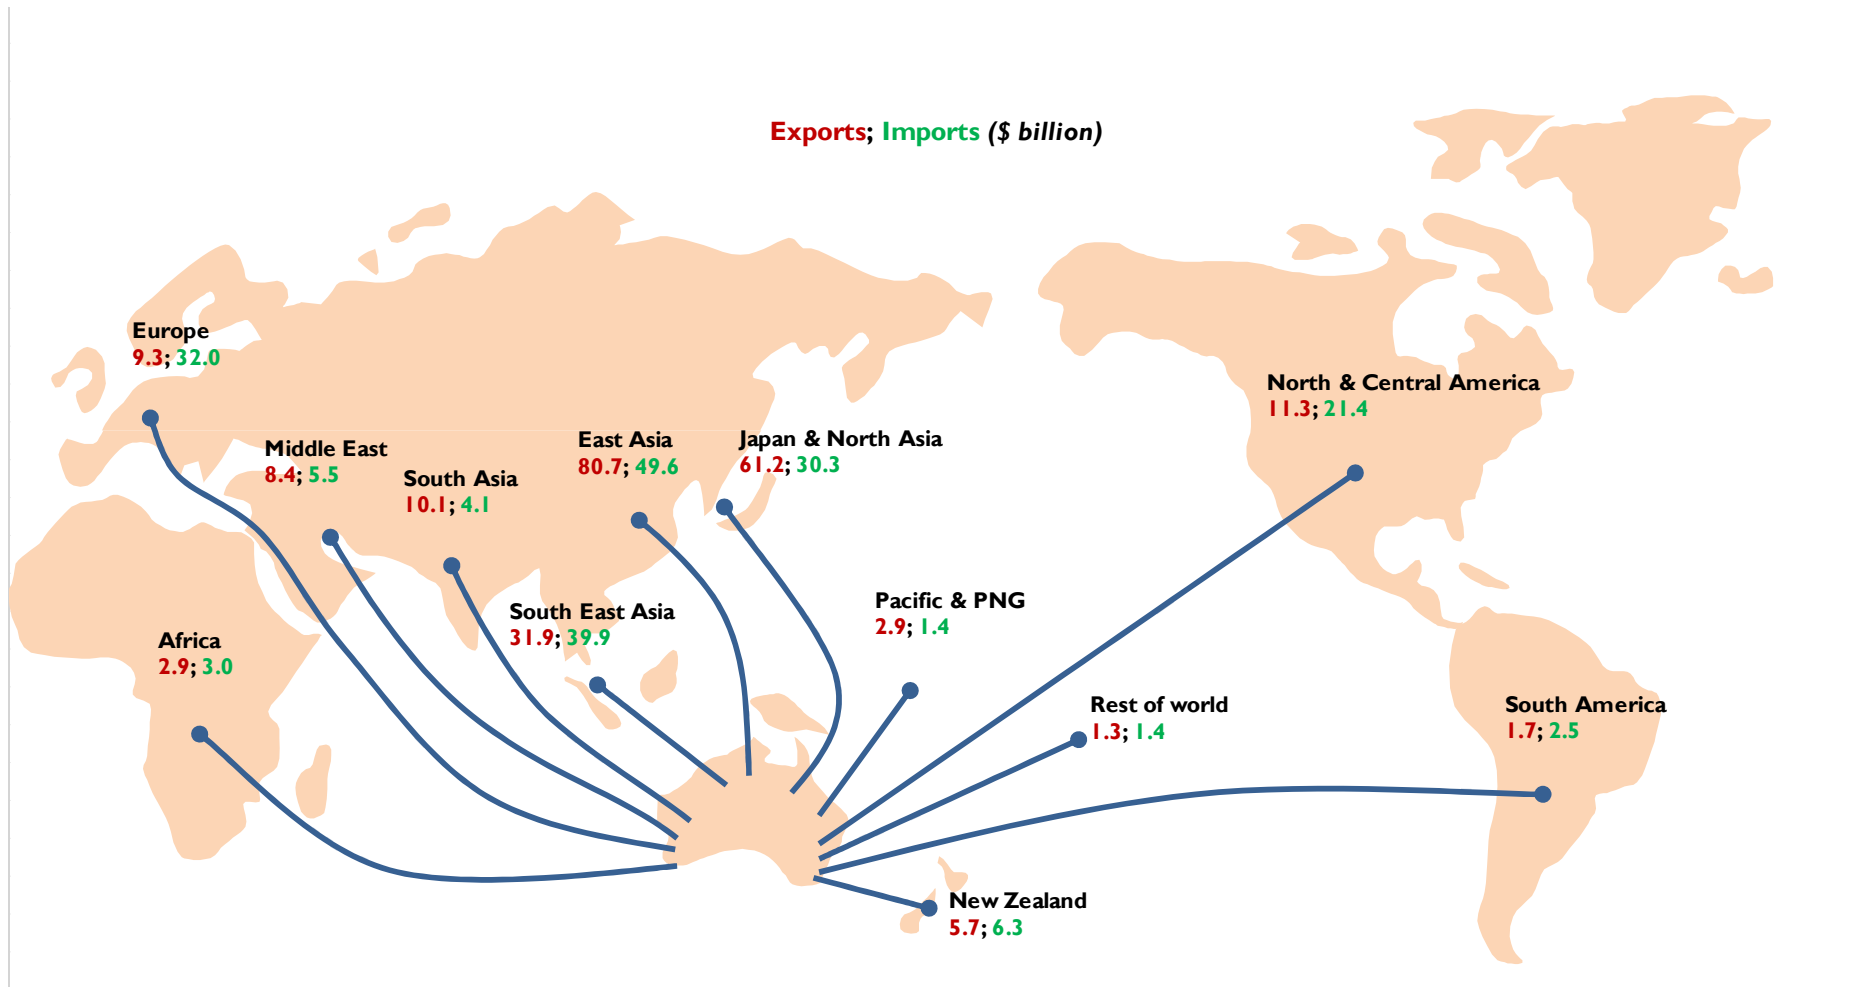 Exports; Imports ($ billion)
Europe
9.3; 32.0
North & Central America
11.3; 21.4
Middle East
8.4; 5.5
South Asia
10.1; 4.1
East Asia
80.7; 49.6
Japan & North Asia
61.2; 30.3
South East Asia
31.9; 39.9
Pacific & PNG
2.9; 1.4
Africa
2.9; 3.0
Rest of world
1.3; 1.4
South America
1.7; 2.5
New Zealand
5.7; 6.3